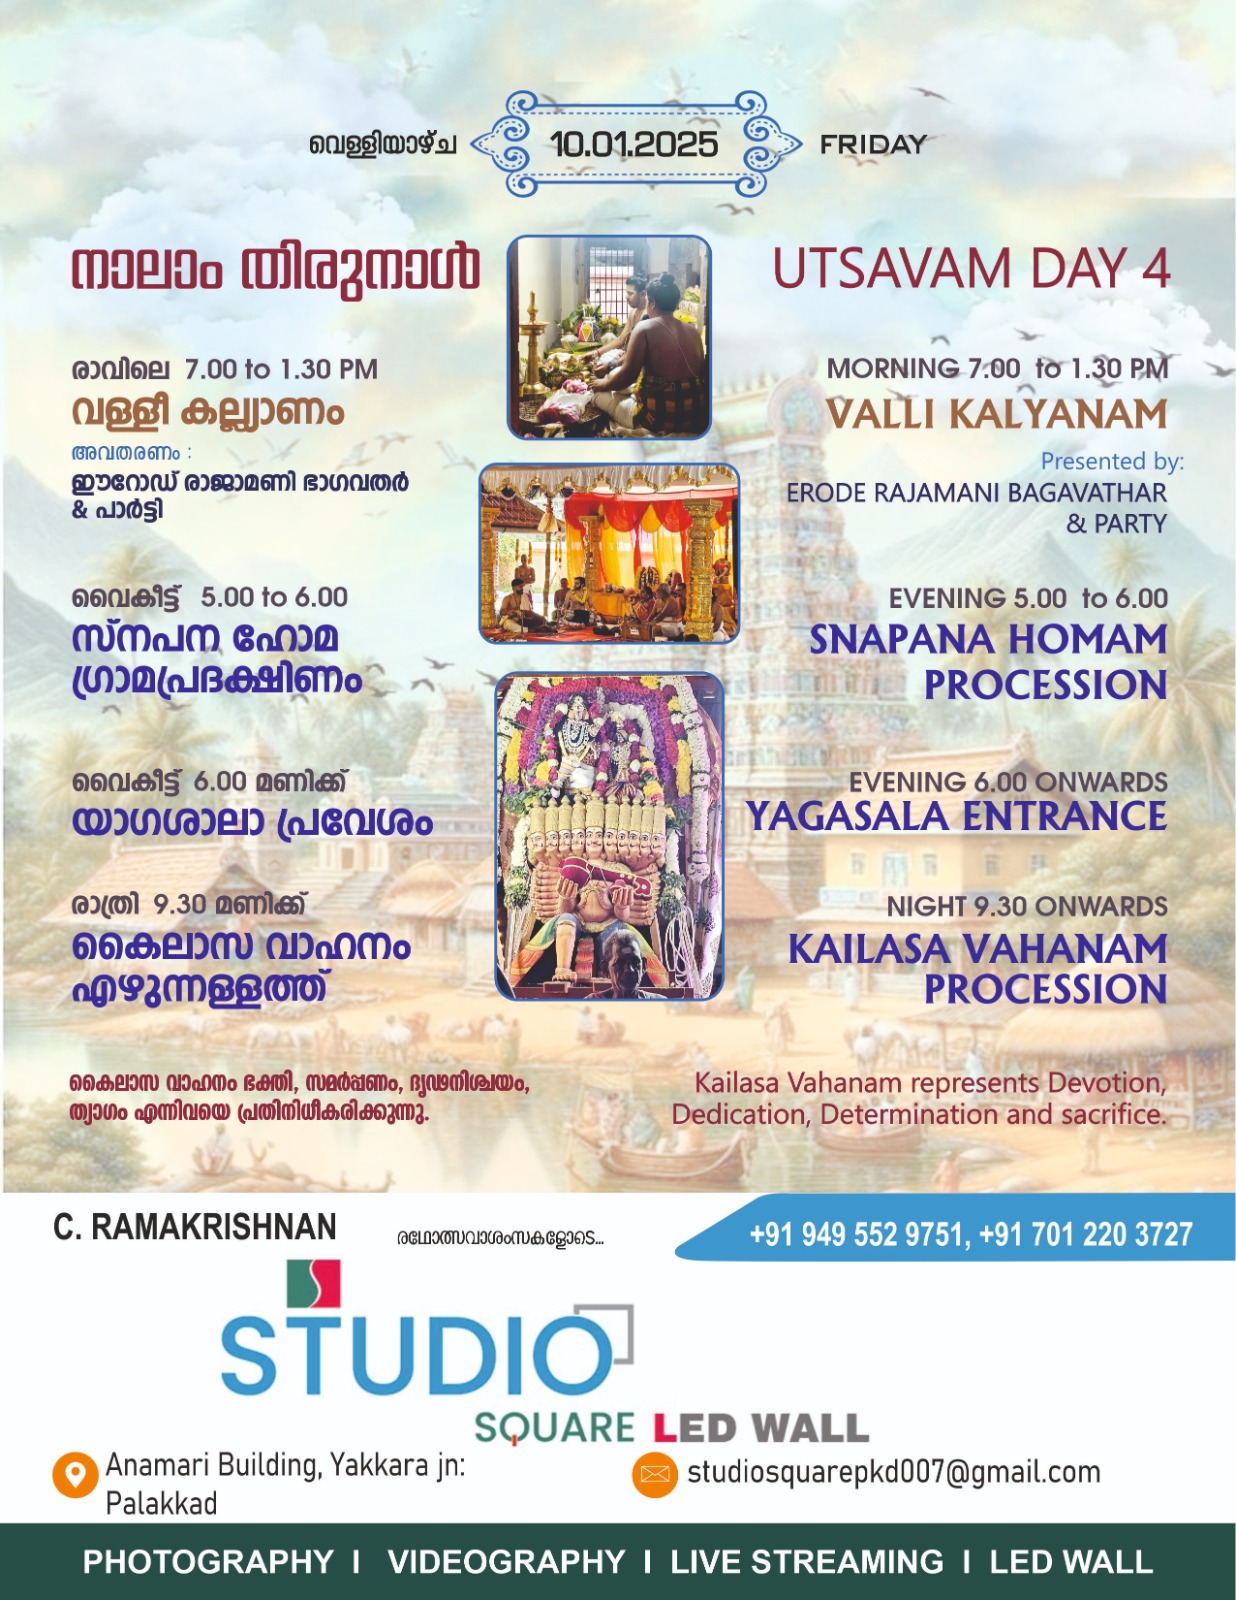 വെള്ളിയാഴ്ച 10.01.2025 FRIDAY
നാലാം തിരുനാൾ
രാവിലെ 7.00 to 1.30 PM
വള്ളീ കല്ല്യാണം
അവതരണം :
ഈറോഡ് രാജാമണി ഭാഗവതർ
& പാർട്ടി
വൈകീട്ട് 5.00 to 6.00
സ്നപന ഹോമ
ഗ്രാമപ്രദക്ഷിണം
വൈകീട്ട് 6.00 മണിക്ക്
യാഗശാലാ പ്രവേശം
രാത്രി 9.30 മണിക്ക്
കൈലാസ വാഹനം
എഴുന്നള്ളത്ത്
കൈലാസ വാഹനം ഭക്തി, സമർപ്പണം, ദൃഢനിശ്ചയം,
ത്യാഗം എന്നിവയെ പ്രതിനിധീകരിക്കുന്നു.
UTSAVAM DAY 4
MORNING 7.00 to 1.30 PM
VALLI KALYANAM
Presented by:
ERODE RAJAMANI BAGAVATHAR
& PARTY
EVENING 5.00 to 6.00
SNAPANA HOMAM
PROCESSION
EVENING 6.00 ONWARDS
YAGASALA ENTRANCE
NIGHT 9.30 ONWARDS
KAILASA VAHANAM
PROCESSION
Kailasa Vahanam represents Devotion,
Dedication, Determination and sacrifice.
C. RAMAKRISHNAN രഥോത്സവാശംസകളോടെ... +91 949 552 9751, +91 701 220 3727
STUDIO
SQUARE LED WALL
Anamari Building, Yakkara jn:
Palakkad
studiosquarepkd007@gmail.com
PHOTOGRAPHY I VIDEOGRAPHY I LIVE STREAMING I LED WALL